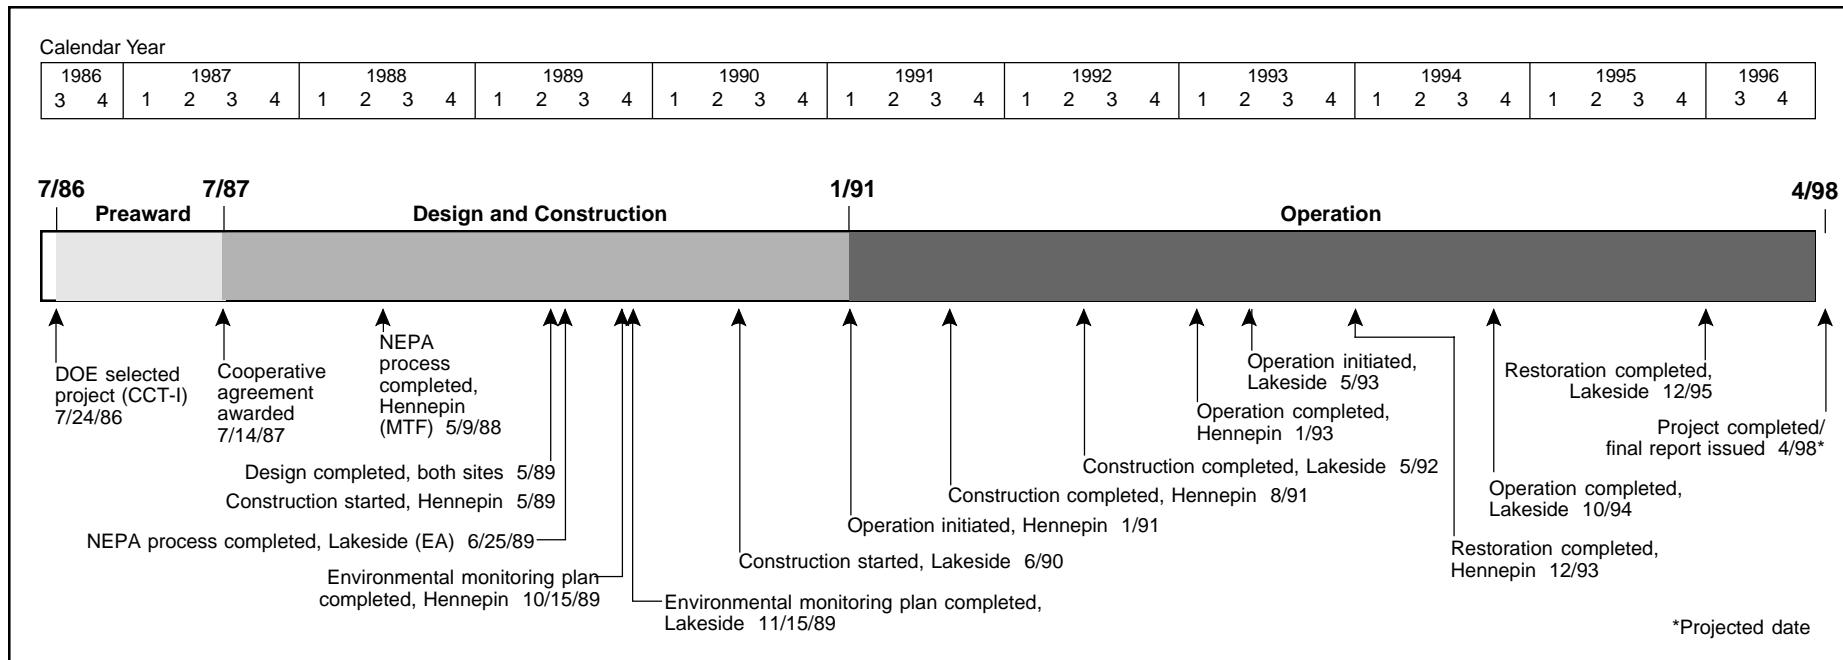 Calendar Year
1986 1987 1988 1989 1990 1991 1992 1993 1994 1995 1996
3 4 1 2 3 4 1 2 3 4 1 2 3 4 1 2 3 4 1 2 3 4 1 2 3 4 1 2 3 4 1 2 3 4 1 2 3 4 3 4
7/86 7/87 1/91 4/98
Preaward Design and Construction Operation
DOE selected
project (CCT-I)
7/24/86
Cooperative
agreement
awarded
7/14/87
NEPA
process
completed,
Hennepin
(MTF) 5/9/88
Design completed, both sites 5/89
Construction started, Hennepin 5/89
NEPA process completed, Lakeside (EA) 6/25/89
Environmental monitoring plan
completed, Hennepin 10/15/89
Environmental monitoring plan completed,
Lakeside 11/15/89
Construction started, Lakeside 6/90
Operation initiated, Hennepin 1/91
Construction completed, Hennepin 8/91
Construction completed, Lakeside 5/92
Operation completed,
Hennepin 1/93
Operation initiated,
Lakeside 5/93
Restoration completed,
Hennepin 12/93
Operation completed,
Lakeside 10/94
Restoration completed,
Lakeside 12/95
Project completed/
final report issued 4/98*
*Projected date